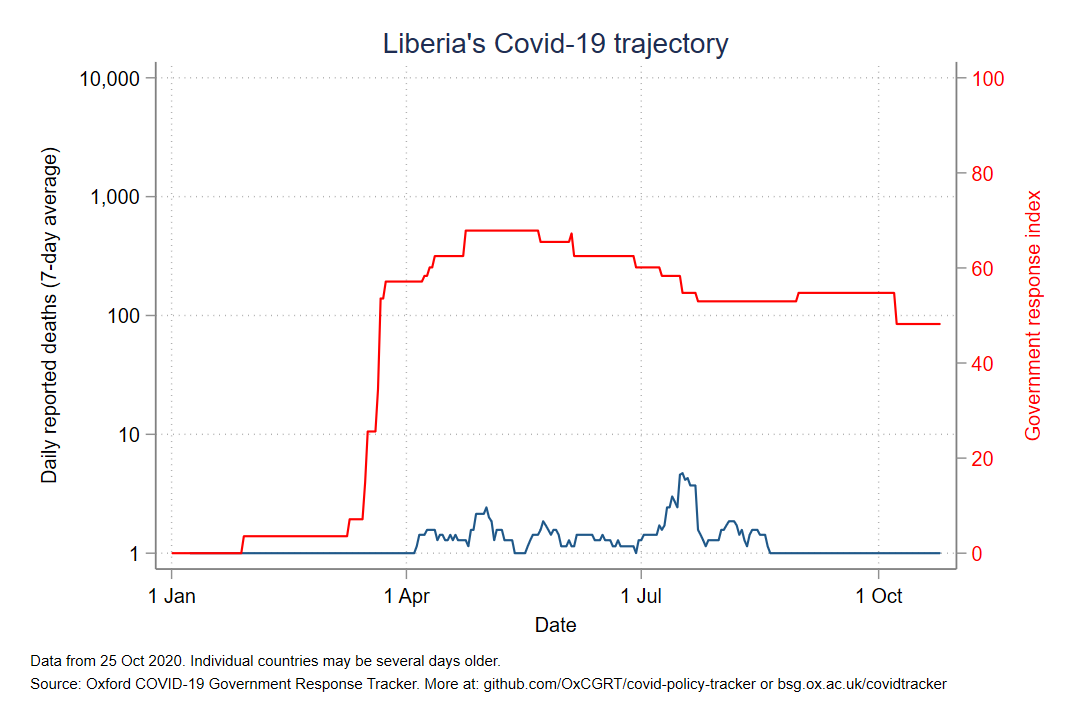 Liberia's Covid-19 trajectory
10,000
1,000
100
10
1
Daily reported deaths (7-day average)
100
80
60
40
20
0
Government response index
1 Jan
1 Apr
1 Jul
1 Oct
Date
Data from 25 Oct 2020. Individual countries may be several days older.
Source: Oxford COVID-19 Government Response Tracker. More at: github.com/OxCGRT/covid-policy-tracker or bsg.ox.ac.uk/covidtracker